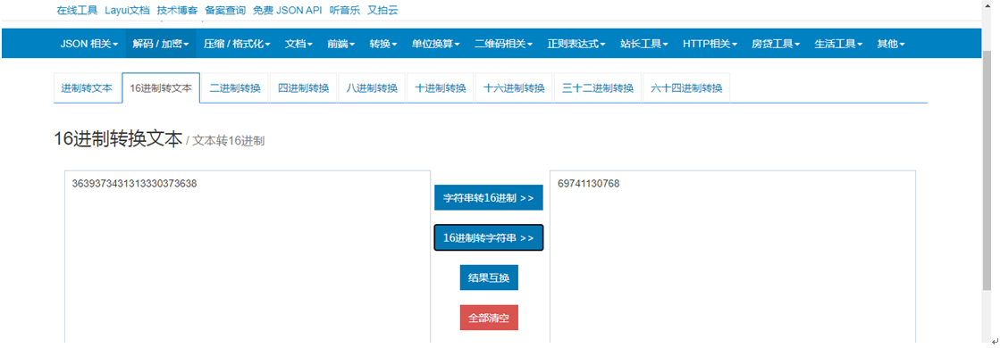 在线工具 Layui文档 技术博客 备案查询 免费 JSON API 听音乐 又拍云
JSON 相关 解码 / 加密 压缩 / 格式化 文档 前端 转换 单位换算 二维码相关 正则表达式 站长工具 HTTP相关 房贷工具 生活工具 其他
进制转文本 16进制转文本 二进制转换 四进制转换 八进制转换 十进制转换 十六进制转换 三十二进制转换 六十四进制转换
16进制转换文本 / 文本转16进制
3639373431313330373638
69741130768
字符串转16进制 >>
16进制转字符串 >>
结果互换
全部清空